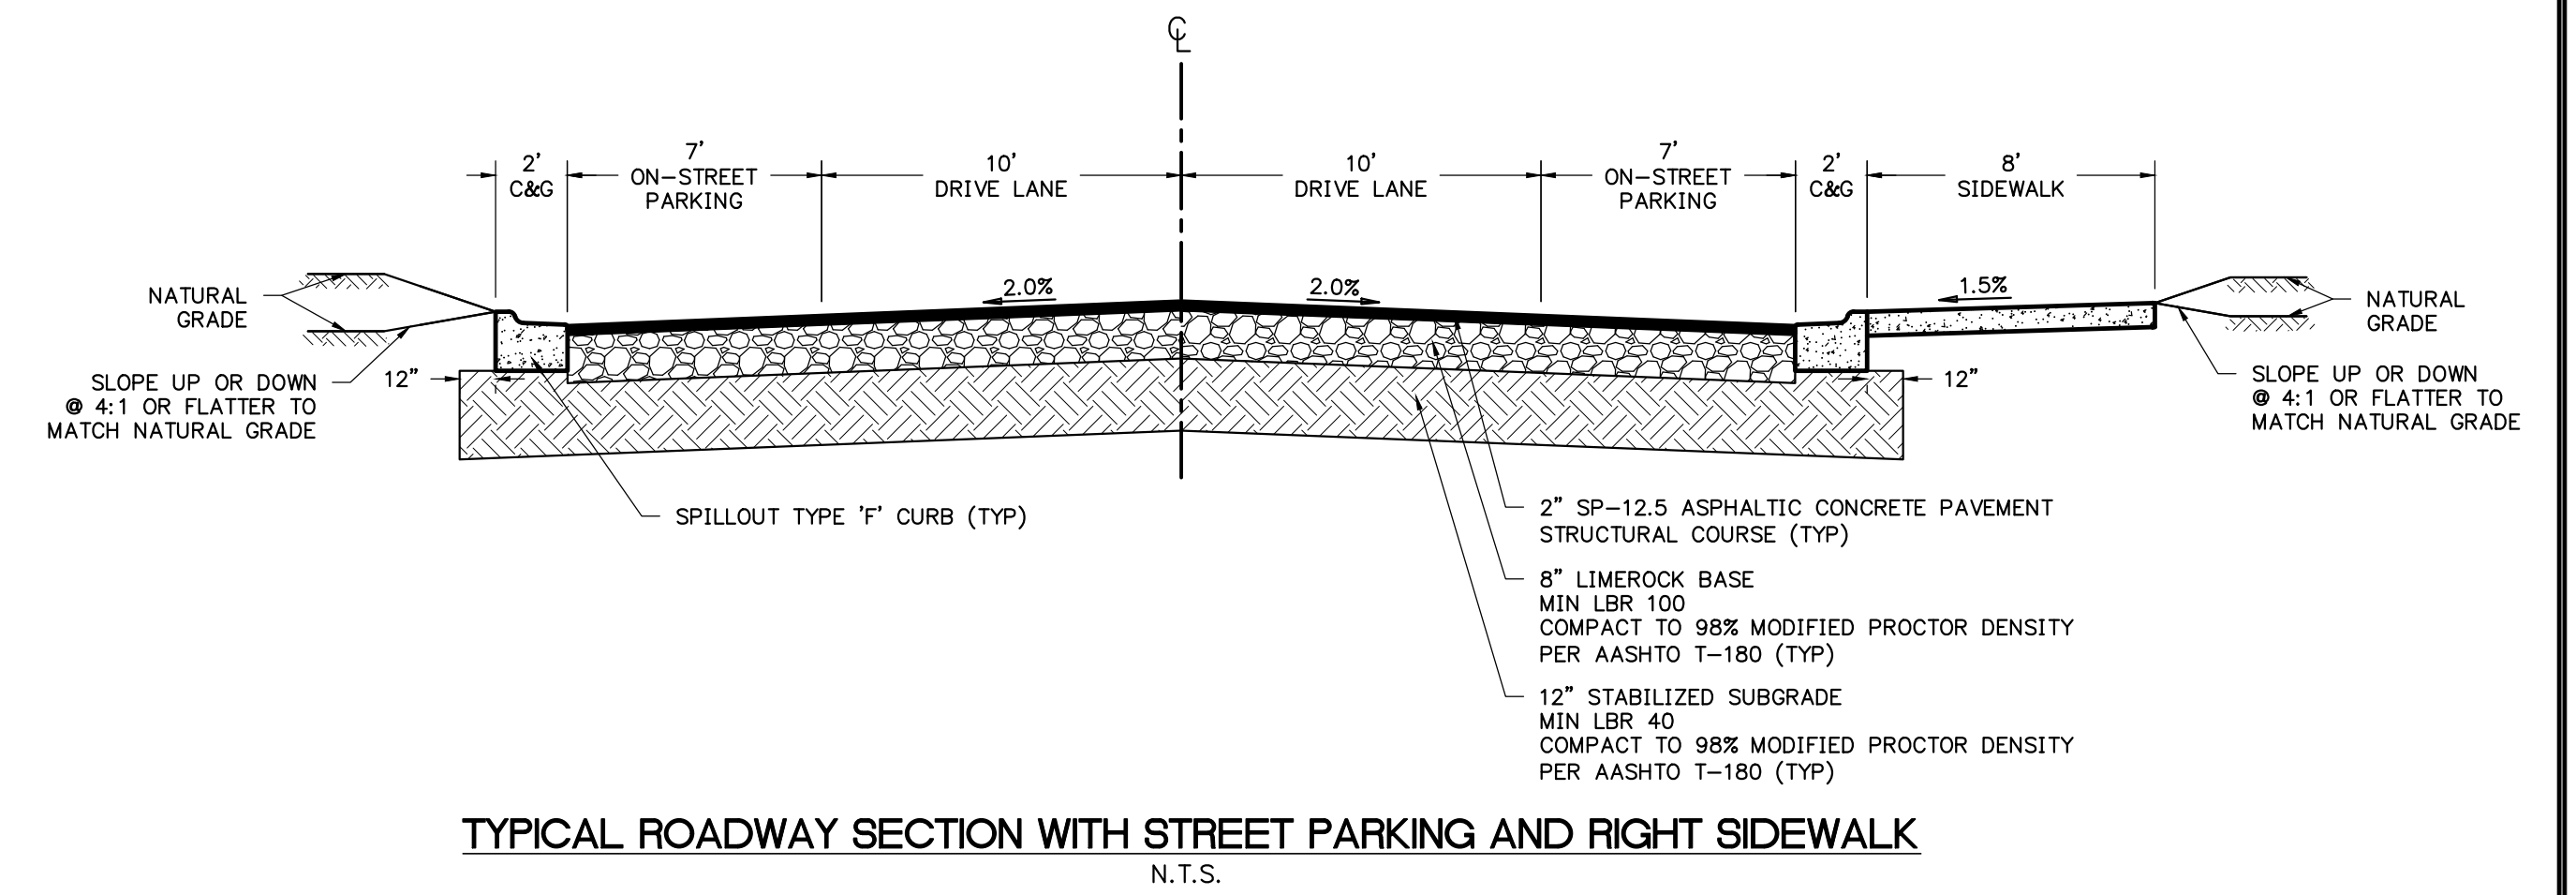 ℄
2'
C&G
7'
ON-STREET
PARKING
10'
DRIVE LANE
10'
DRIVE LANE
7'
ON-STREET
PARKING
2'
C&G
8'
SIDEWALK
2.0%
2.0%
1.5%
NATURAL
GRADE
NATURAL
GRADE
SLOPE UP OR DOWN
@ 4:1 OR FLATTER TO
MATCH NATURAL GRADE
12"
12"
SLOPE UP OR DOWN
@ 4:1 OR FLATTER TO
MATCH NATURAL GRADE
SPILLOUT TYPE 'F' CURB (TYP)
2" SP-12.5 ASPHALTIC CONCRETE PAVEMENT
STRUCTURAL COURSE (TYP)
8" LIMEROCK BASE
MIN LBR 100
COMPACT TO 98% MODIFIED PROCTOR DENSITY
PER AASHTO T-180 (TYP)
12" STABILIZED SUBGRADE
MIN LBR 40
COMPACT TO 98% MODIFIED PROCTOR DENSITY
PER AASHTO T-180 (TYP)
TYPICAL ROADWAY SECTION WITH STREET PARKING AND RIGHT SIDEWALK
N.T.S.